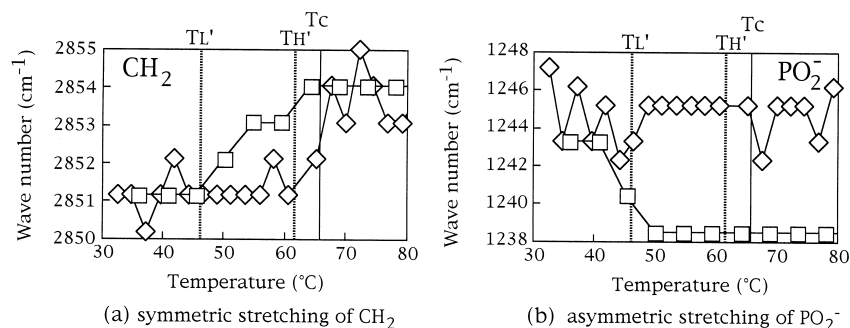 Tc
TL' TH'
2855
CH2
2854
2853
2852
2851
2850
Wave number (cm-1)
30 40 50 60 70 80
Temperature (°C)
(a) symmetric stretching of CH2
Tc
TL' TH'
1248
PO2-
1246
1244
1242
1240
1238
Wave number (cm-1)
30 40 50 60 70 80
Temperature (°C)
(b) asymmetric stretching of PO2-